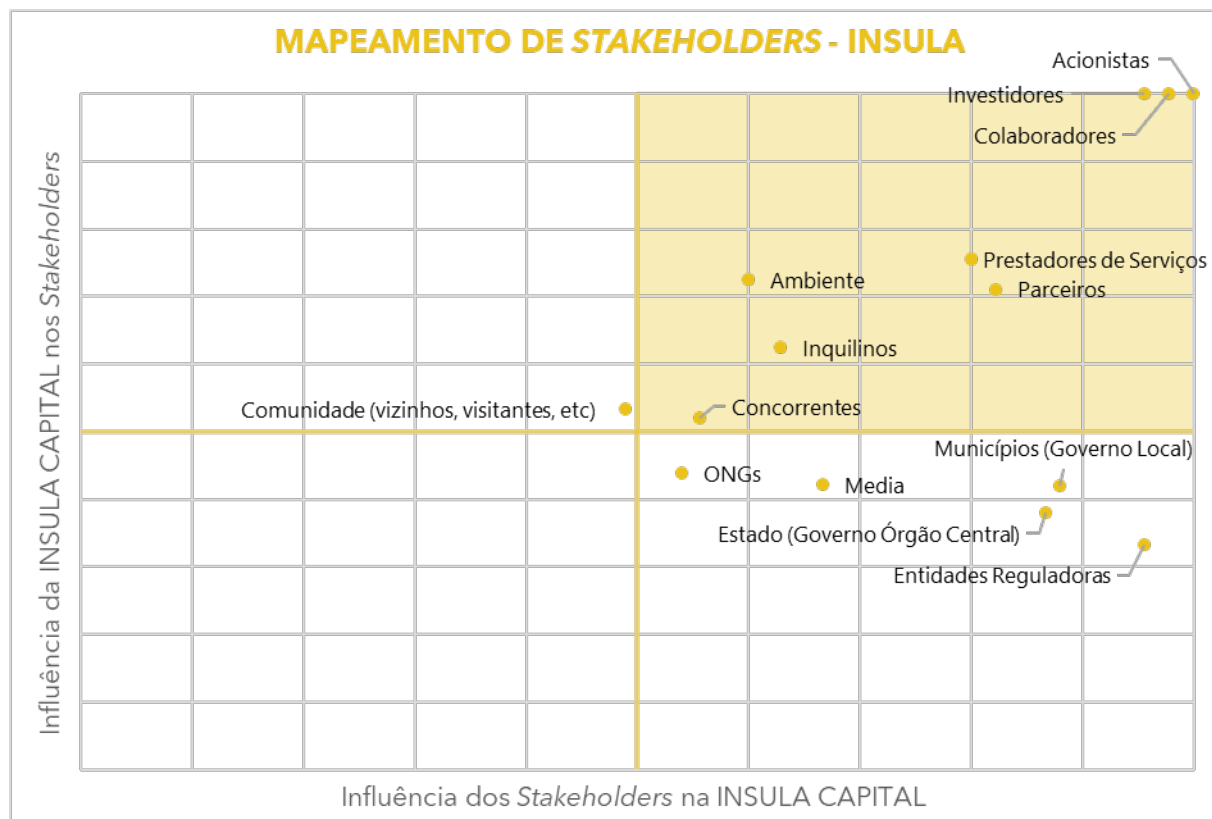 MAPEAMENTO DE STAKEHOLDERS - INSULA
Acionistas
Investidores
Colaboradores
Prestadores de Serviços
Ambiente
Parceiros
Inquilinos
Comunidade (vizinhos, visitantes, etc)
Concorrentes
Municípios (Governo Local)
ONGs
Media
Estado (Governo Órgão Central)
Entidades Reguladoras
Influência da INSULA CAPITAL nos Stakeholders
Influência dos Stakeholders na INSULA CAPITAL